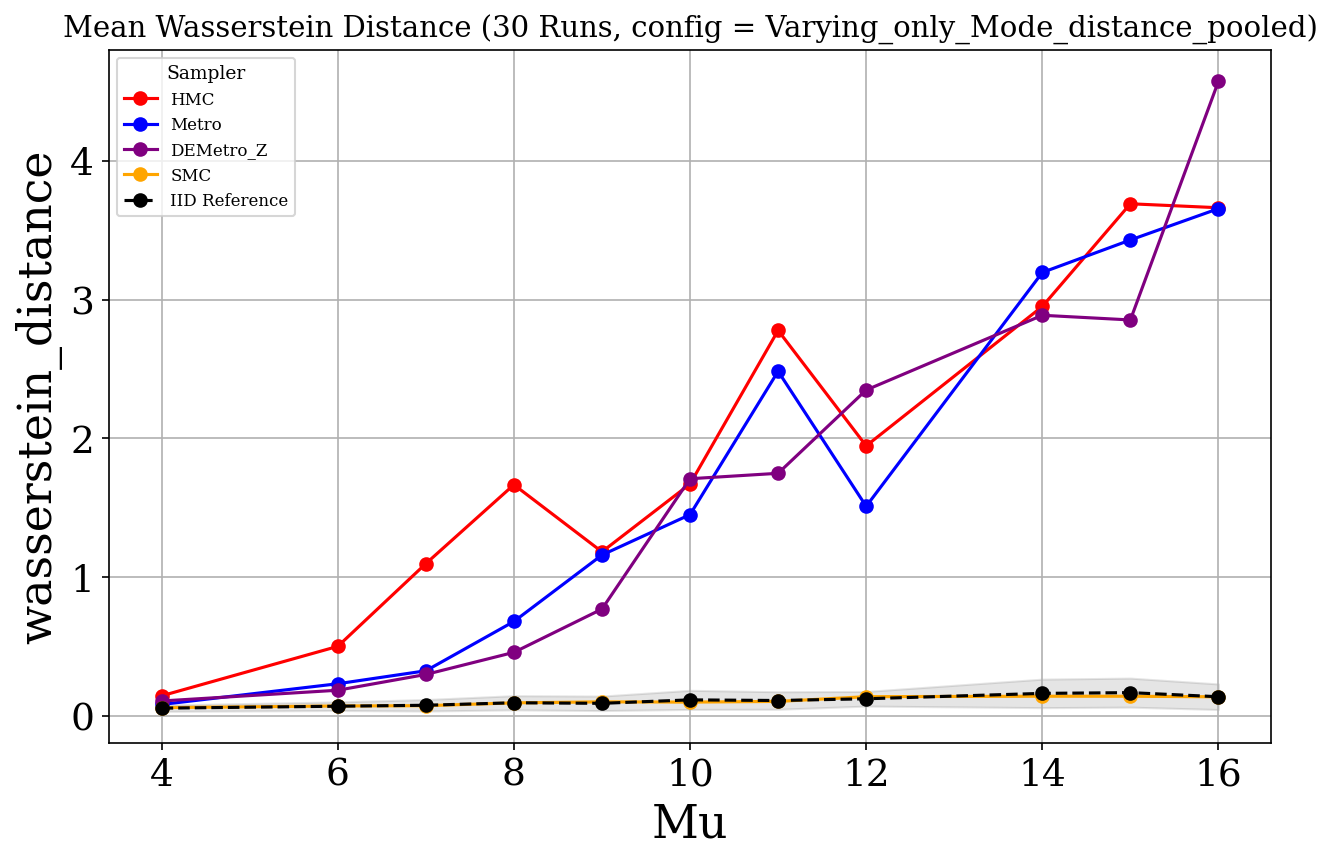 Mean Wasserstein Distance (30 Runs, config = Varying_only_Mode_distance_pooled)
Sampler
HMC
Metro
DEMetro_Z
SMC
IID Reference
wasserstein_distance
4
3
2
1
0
4 6 8 10 12 14 16
Mu